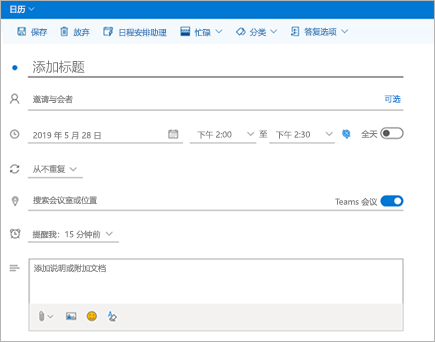 日历
保存 放弃 日程安排助理 忙碌 分类 答复选项
添加标题
邀请与会者 可选
2019 年 5 月 28 日 下午 2:00 至 下午 2:30 全天
从不重复
搜索会议室或位置 Teams 会议
提醒我: 15 分钟前
添加说明或附加文档